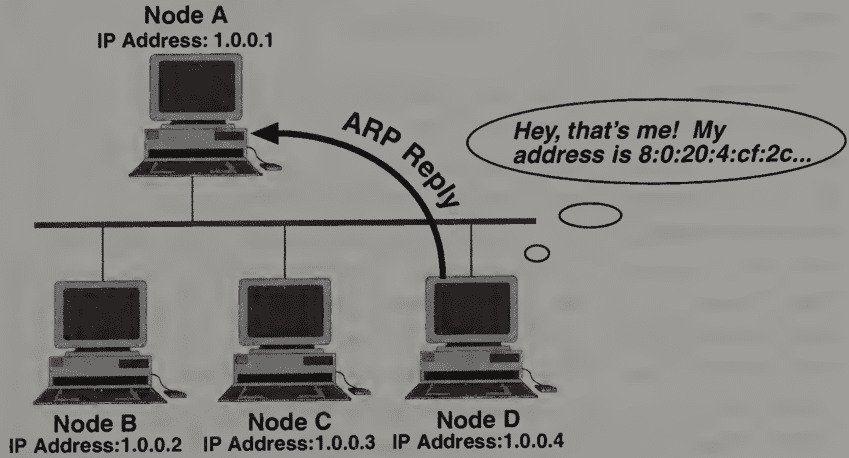 Node A
IP Address: 1.0.0.1
ARP Reply
Hey, that's me! My
address is 8:0:20:4:cf:2c...
Node B
IP Address:1.0.0.2
Node C
IP Address:1.0.0.3
Node D
IP Address:1.0.0.4